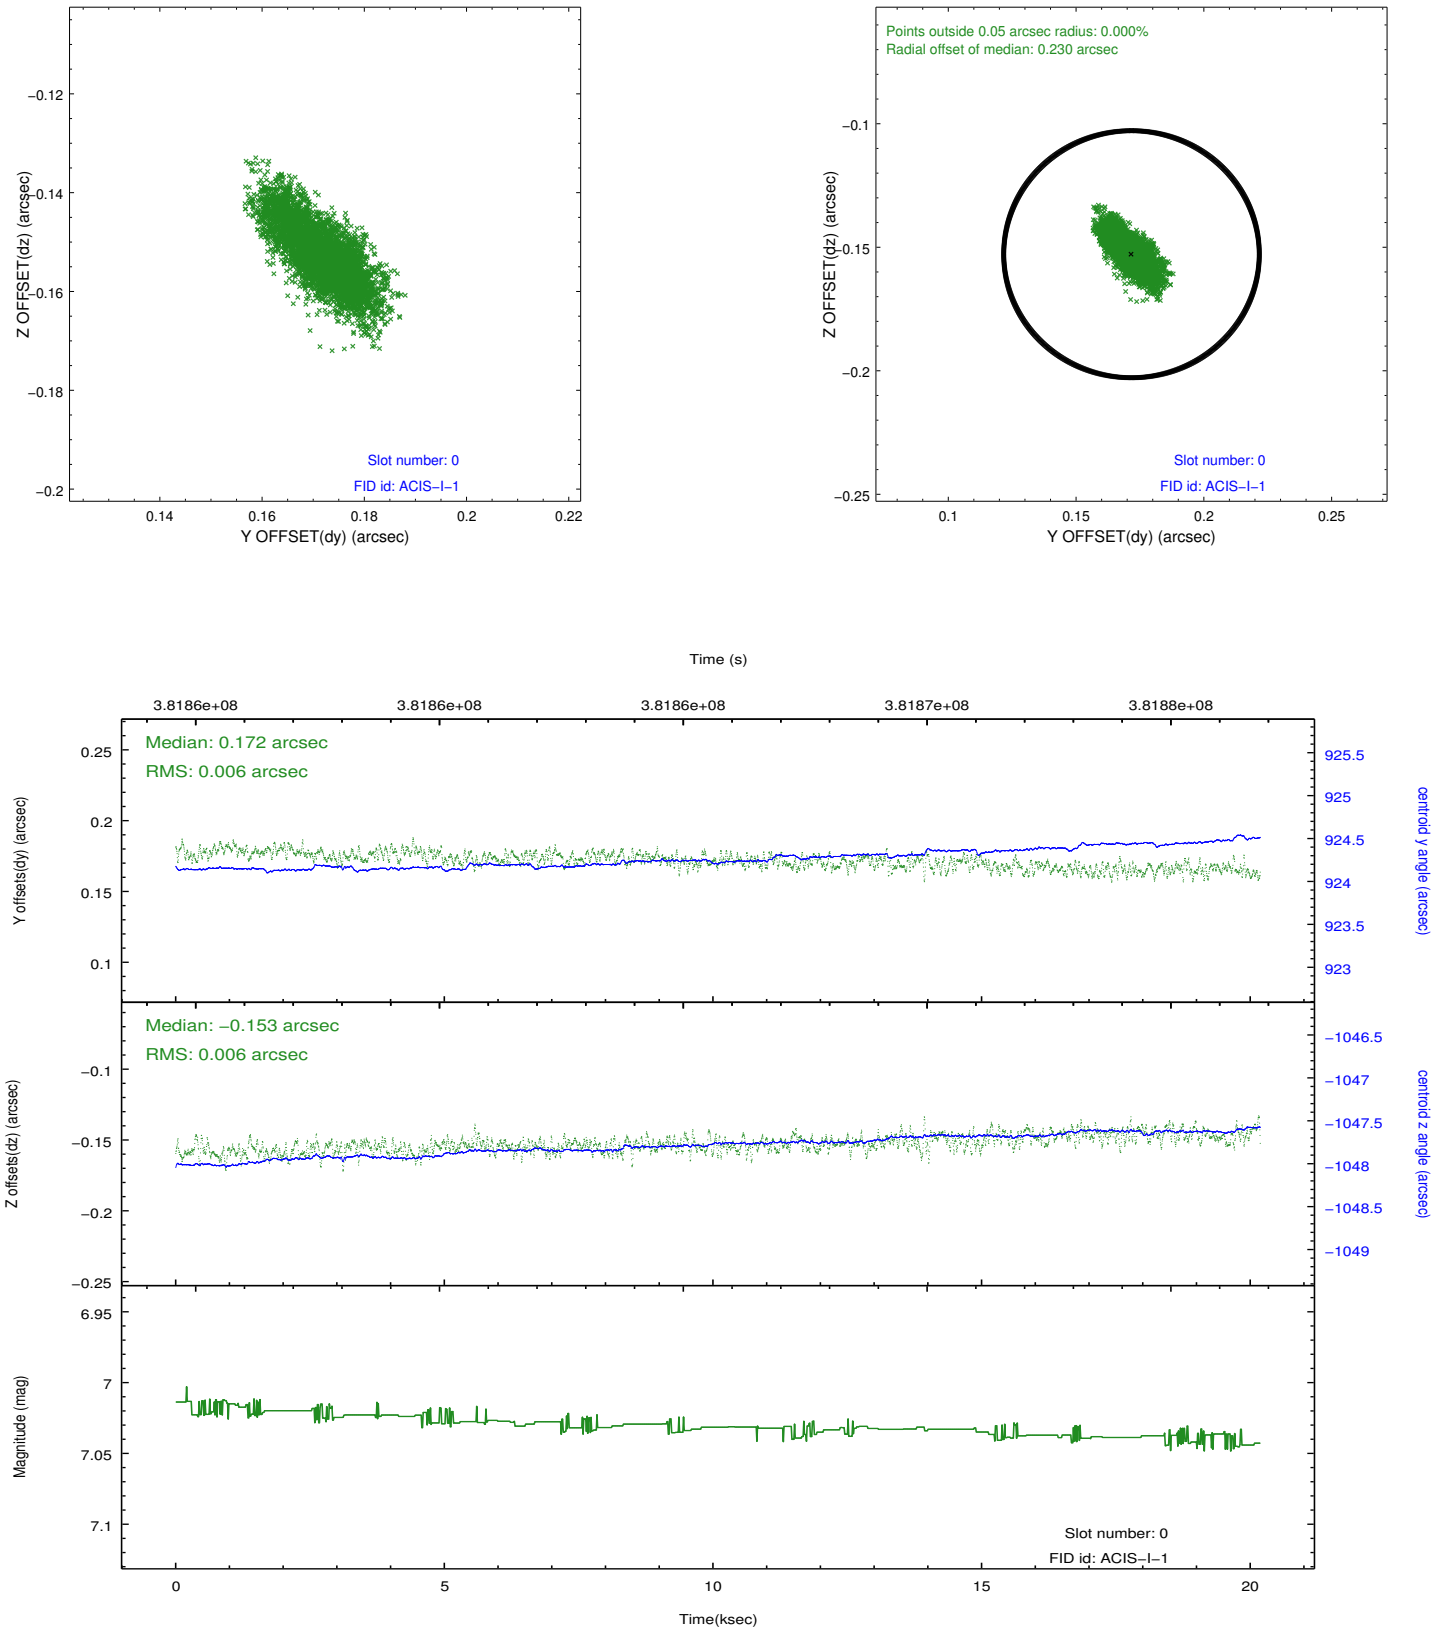 −0.12
−0.14
−0.16
−0.18
−0.2
Z OFFSET(dz) (arcsec)
Slot number: 0
FID id: ACIS−I−1
0.14
0.16
0.18
0.2
0.22
Y OFFSET(dy) (arcsec)
Points outside 0.05 arcsec radius: 0.000%
Radial offset of median: 0.230 arcsec
−0.1
−0.15
−0.2
−0.25
Z OFFSET(dz) (arcsec)
Slot number: 0
FID id: ACIS−I−1
0.1
0.15
0.2
0.25
Y OFFSET(dy) (arcsec)
Time (s)
3.8186e+08
3.8186e+08
3.8186e+08
3.8187e+08
3.8188e+08
Median: 0.172 arcsec
RMS: 0.006 arcsec
0.25
0.2
0.15
0.1
Y offsets(dy) (arcsec)
925.5
925
924.5
924
923.5
923
centroid y angle (arcsec)
Median: −0.153 arcsec
RMS: 0.006 arcsec
−0.1
−0.15
−0.2
−0.25
Z offsets(dz) (arcsec)
−1046.5
−1047
−1047.5
−1048
−1048.5
−1049
centroid z angle (arcsec)
6.95
7
7.05
7.1
Magnitude (mag)
Slot number: 0
FID id: ACIS−I−1
0
5
10
15
20
Time(ksec)